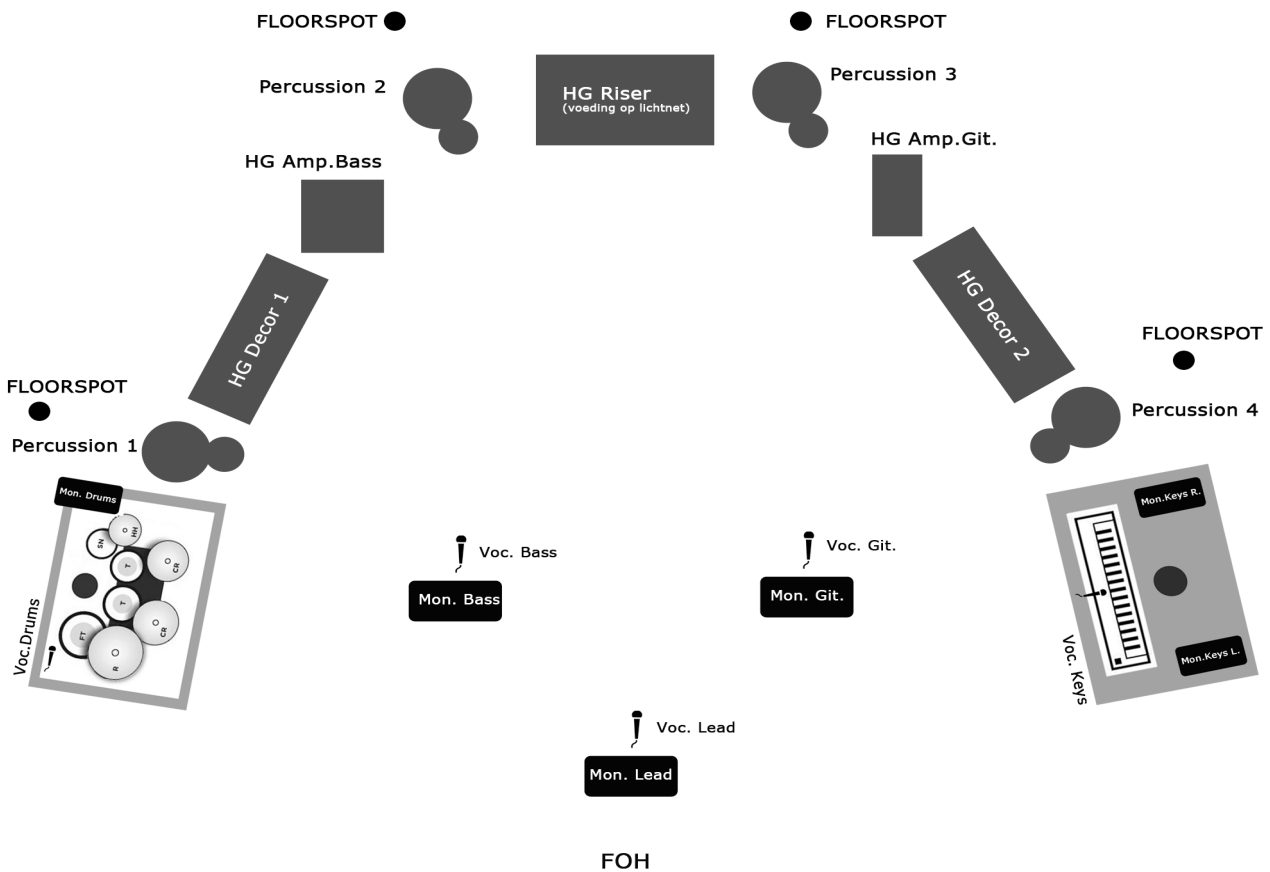 FLOORSPOT
FLOORSPOT
Percussion 2
HG Riser
(voeding op lichtnet)
Percussion 3
HG Amp.Bass
HG Amp.Git.
HG Decor 1
HG Decor 2
FLOORSPOT
FLOORSPOT
Percussion 1
Percussion 4
Mon. Drums
Mon.Keys R.
HH
SN
T
CR
T
CR
FT
R
Voc.Drums
Voc. Bass
Mon. Bass
Voc. Git.
Mon. Git.
Voc. Keys
Mon.Keys L.
Voc. Lead
Mon. Lead
FOH